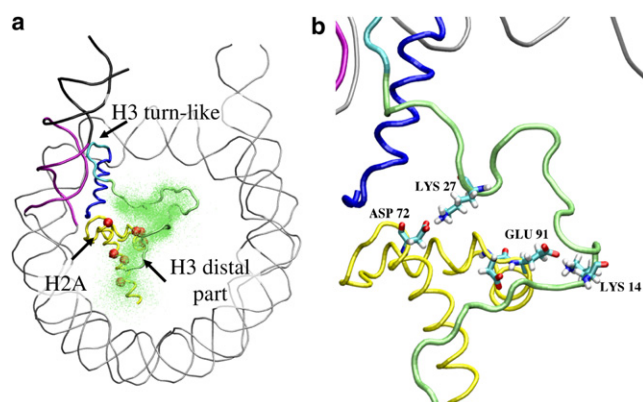 a
H3 turn-like
H2A
H3 distal
part
b
LYS 27
ASP 72
GLU 91
LYS 14